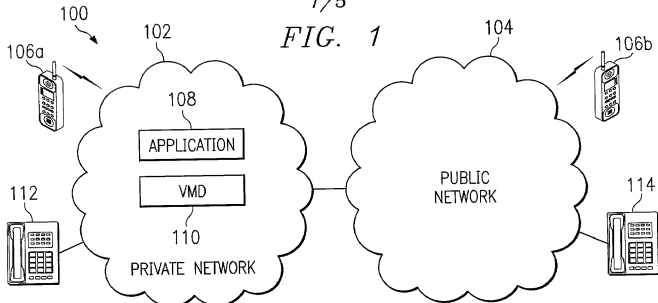 1/5
FIG. 1
100
102
104
106a
106b
108
APPLICATION
VMD
110
112
114
PUBLIC
NETWORK
PRIVATE NETWORK